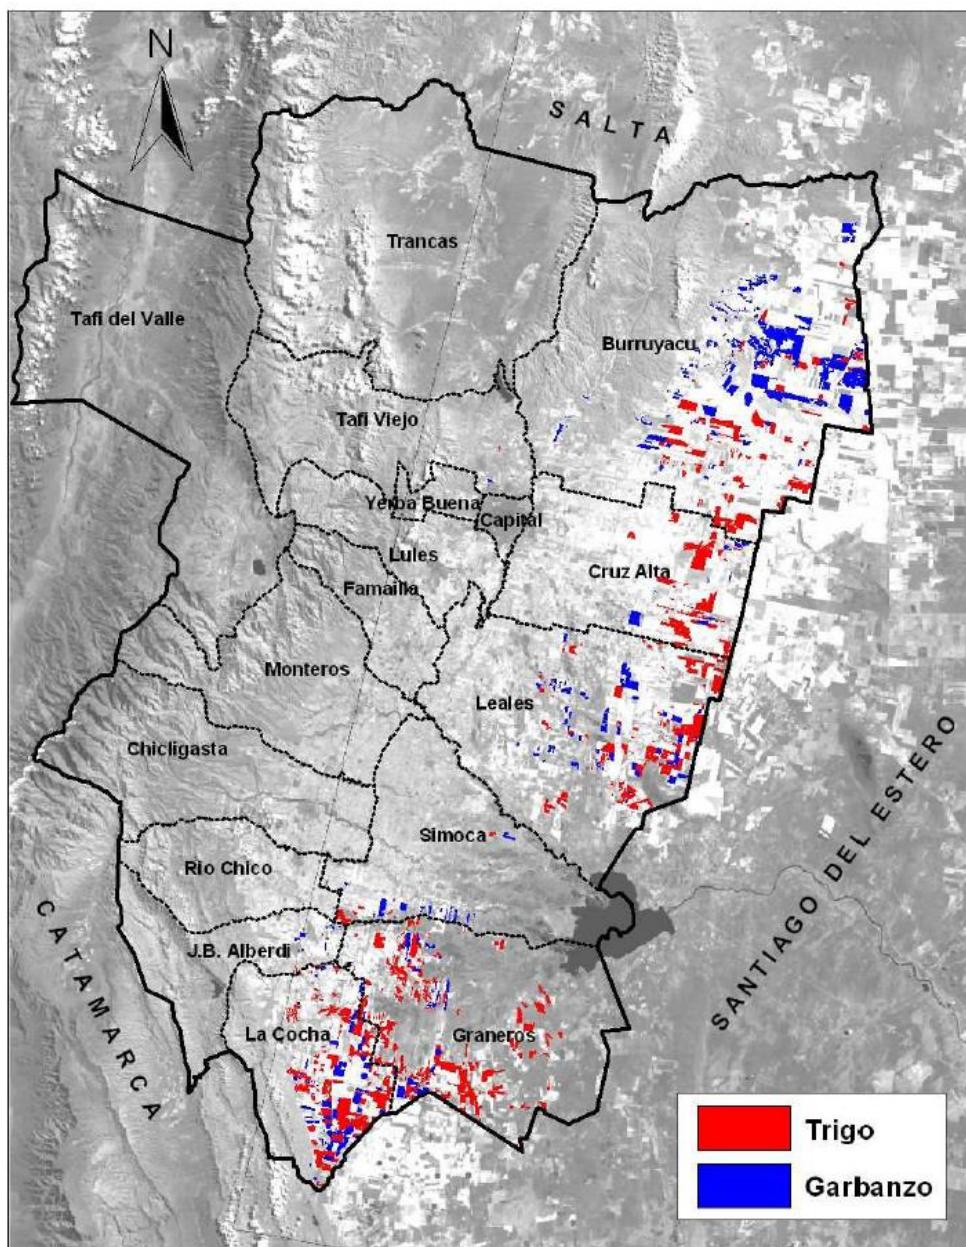 N
SALTA
Trancas
Tafi del Valle
Burruyacu
Tafi Viejo
Yerba Buena
Capital
Lules
Cruz Alta
Famailla
Monteros
Leales
Chicligasta
Simoca
Rio Chico
J.B. Alberdi
La Cocha
Graneros
CATAMARCA
SANTIAGO DEL ESTERO
Trigo
Garbanzo